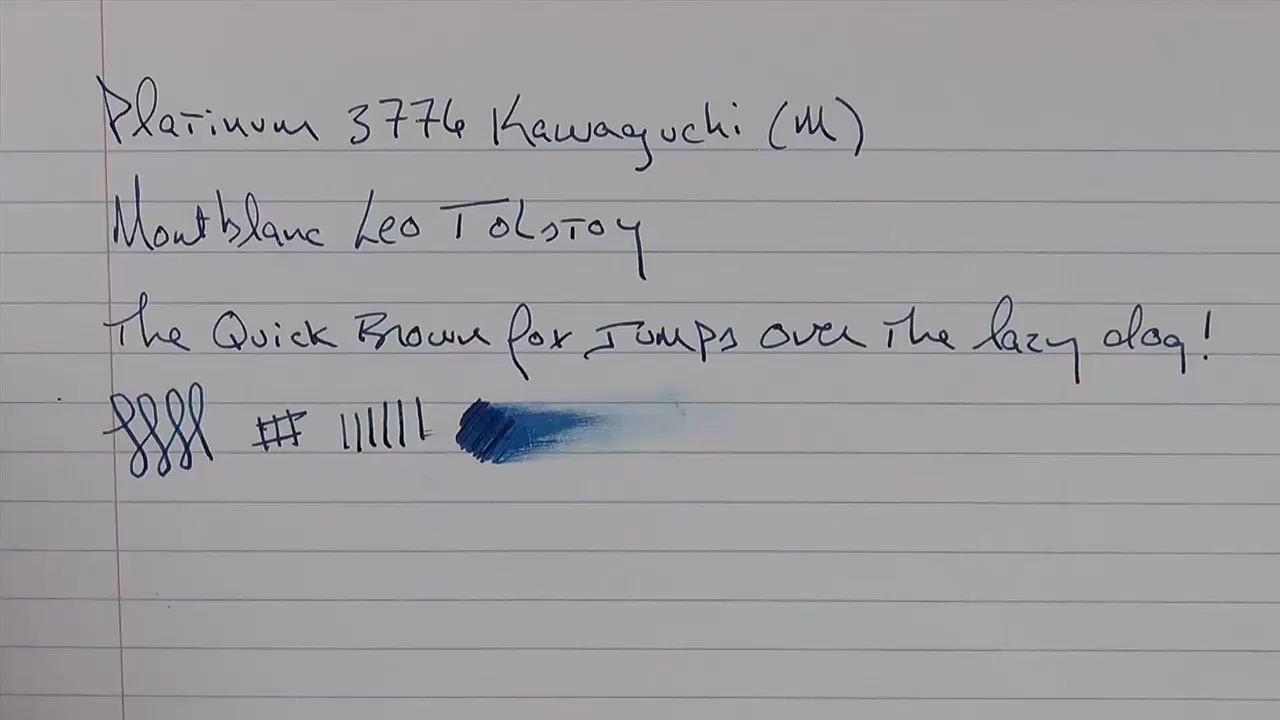 Platinum 3776 Kawaguchi (M)
Montblanc Leo Tolstoy
The Quick Brown fox Jumps over The lazy dog!